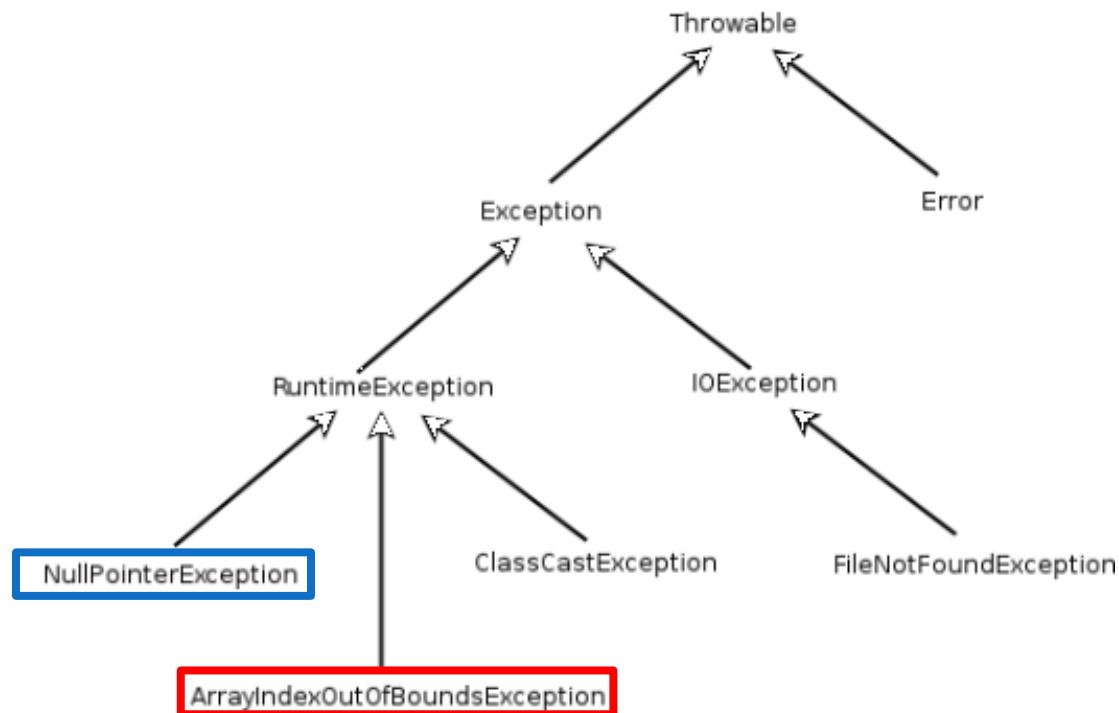 Throwable
Exception
Error
RuntimeException
IOException
NullPointerException
ClassCastException
FileNotFoundException
ArrayIndexOutOfBoundsException